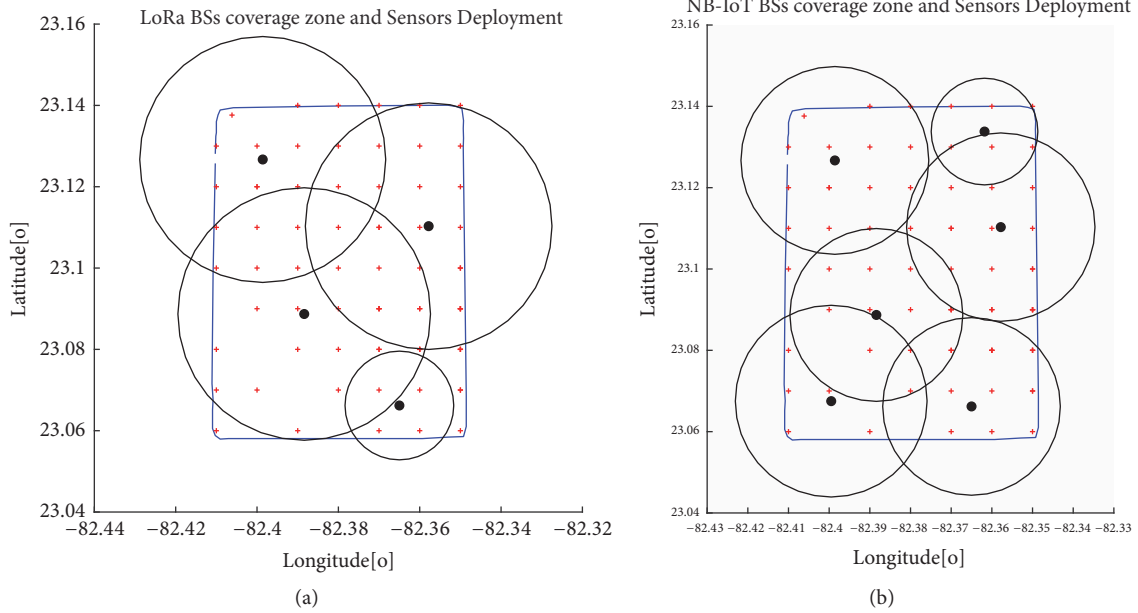 LoRa BSs coverage zone and Sensors Deployment
23.16
23.14
23.12
23.1
23.08
23.06
23.04
Latitude[o]
−82.44 −82.42 −82.4 −82.38 −82.36 −82.34 −82.32
Longitude[o]
(a)
NB-IoT BSs coverage zone and Sensors Deployment
23.16
23.14
23.12
23.1
23.08
23.06
23.04
Latitude[o]
−82.43 −82.42 −82.41 −82.4 −82.39 −82.38 −82.37 −82.36 −82.35 −82.34 −82.33
Longitude[o]
(b)